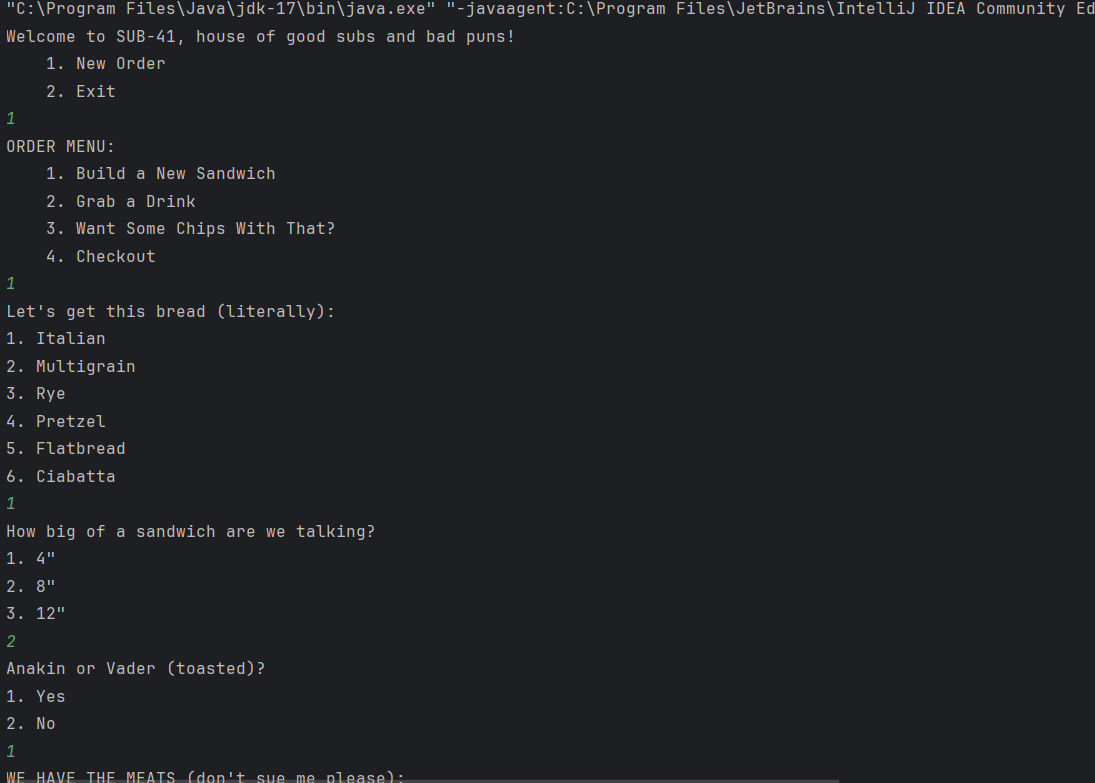 "C:\Program Files\Java\jdk-17\bin\java.exe" "-javaagent:C:\Program Files\JetBrains\IntelliJ IDEA Community Ed
Welcome to SUB-41, house of good subs and bad puns!
    1. New Order
    2. Exit
1
ORDER MENU:
    1. Build a New Sandwich
    2. Grab a Drink
    3. Want Some Chips With That?
    4. Checkout
1
Let's get this bread (literally):
1. Italian
2. Multigrain
3. Rye
4. Pretzel
5. Flatbread
6. Ciabatta
1
How big of a sandwich are we talking?
1. 4"
2. 8"
3. 12"
2
Anakin or Vader (toasted)?
1. Yes
2. No
1
WE HAVE THE MEATS (don't sue me please):